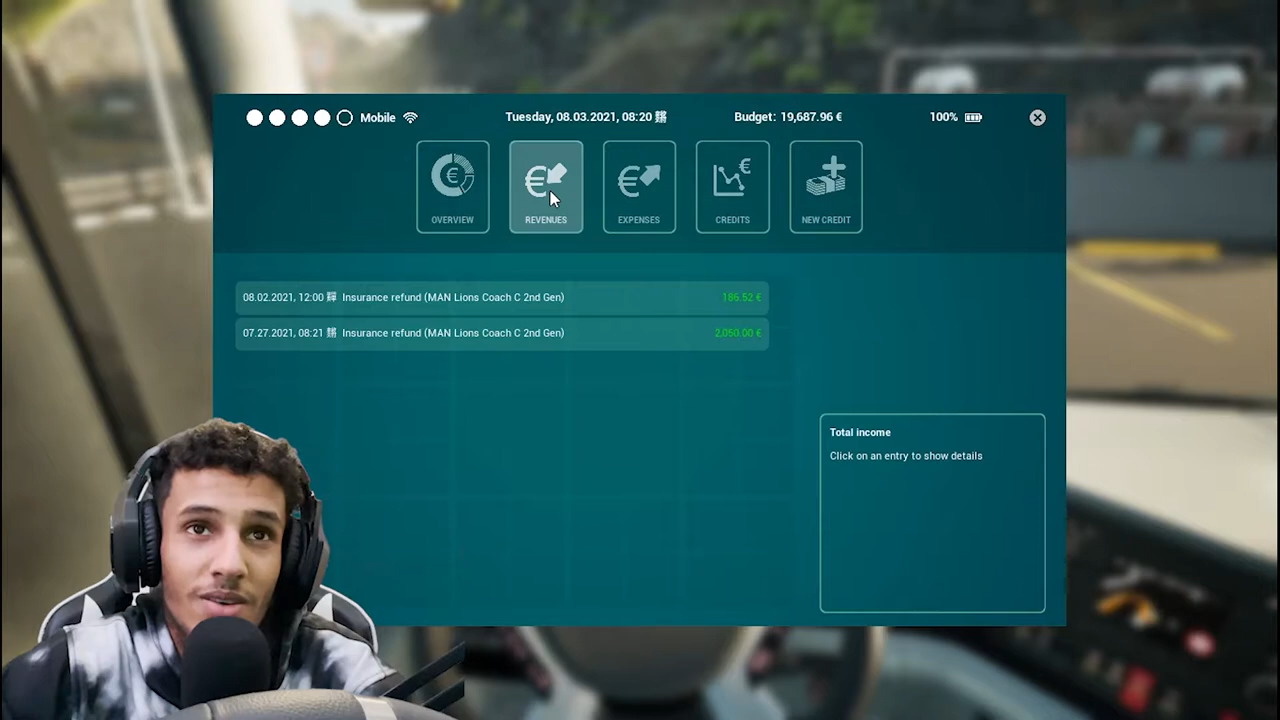 Mobile
Tuesday, 08.03.2021, 08:20
Budget: 19,687.96 €
100%
OVERVIEW
REVENUES
EXPENSES
CREDITS
NEW CREDIT
08.02.2021, 12:00 Insurance refund (MAN Lions Coach C 2nd Gen) 186.52 €
07.27.2021, 08:21 Insurance refund (MAN Lions Coach C 2nd Gen) 2,050.00 €
Total income
Click on an entry to show details